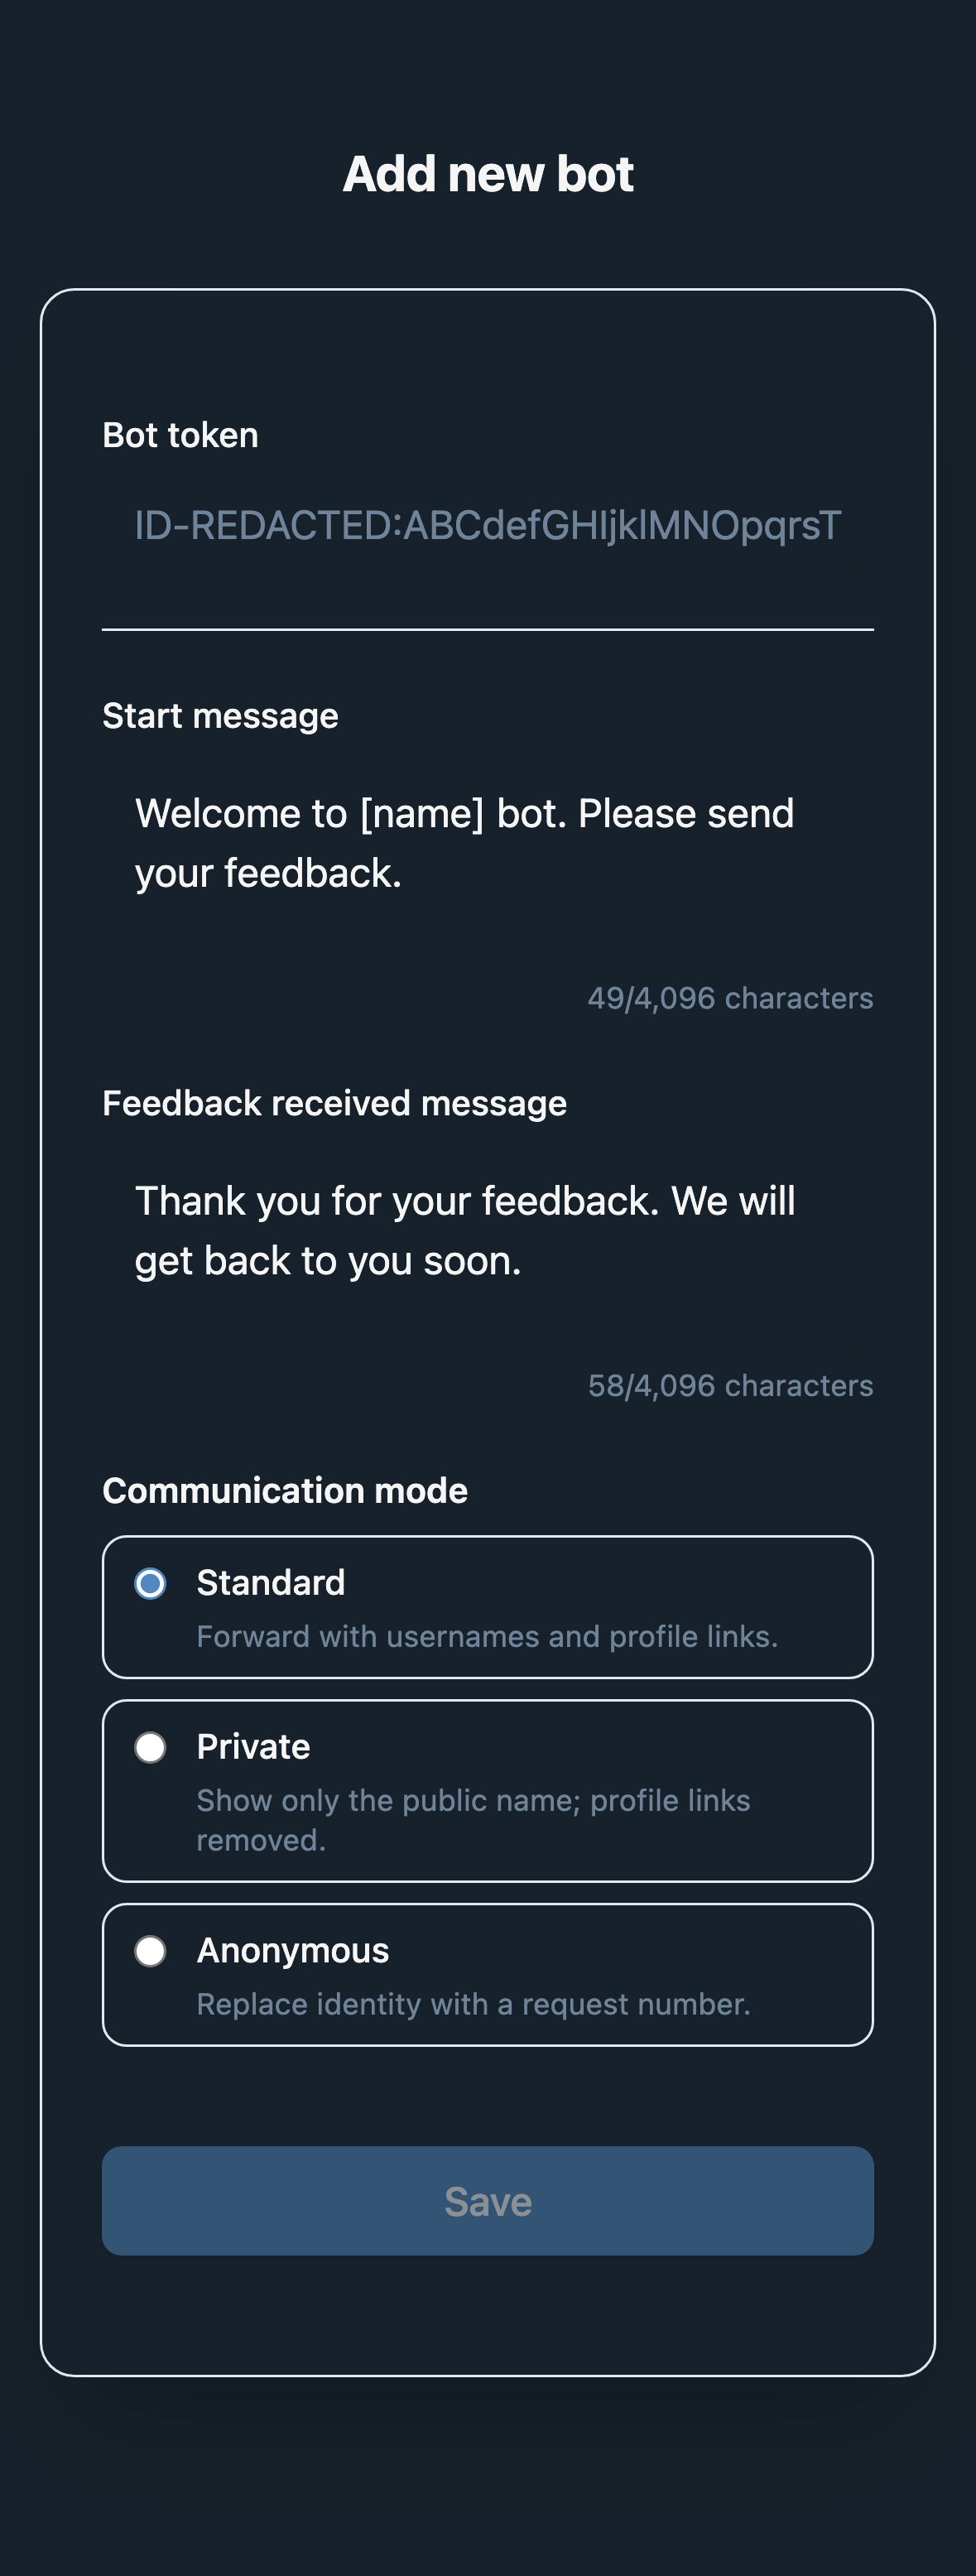 Add new bot
Bot token
ID-REDACTED:ABCdefGHIjklMNOpqrsT
Start message
Welcome to [name] bot. Please send
your feedback.
49/4,096 characters
Feedback received message
Thank you for your feedback. We will
get back to you soon.
58/4,096 characters
Communication mode
Standard
Forward with usernames and profile links.
Private
Show only the public name; profile links
removed.
Anonymous
Replace identity with a request number.
Save